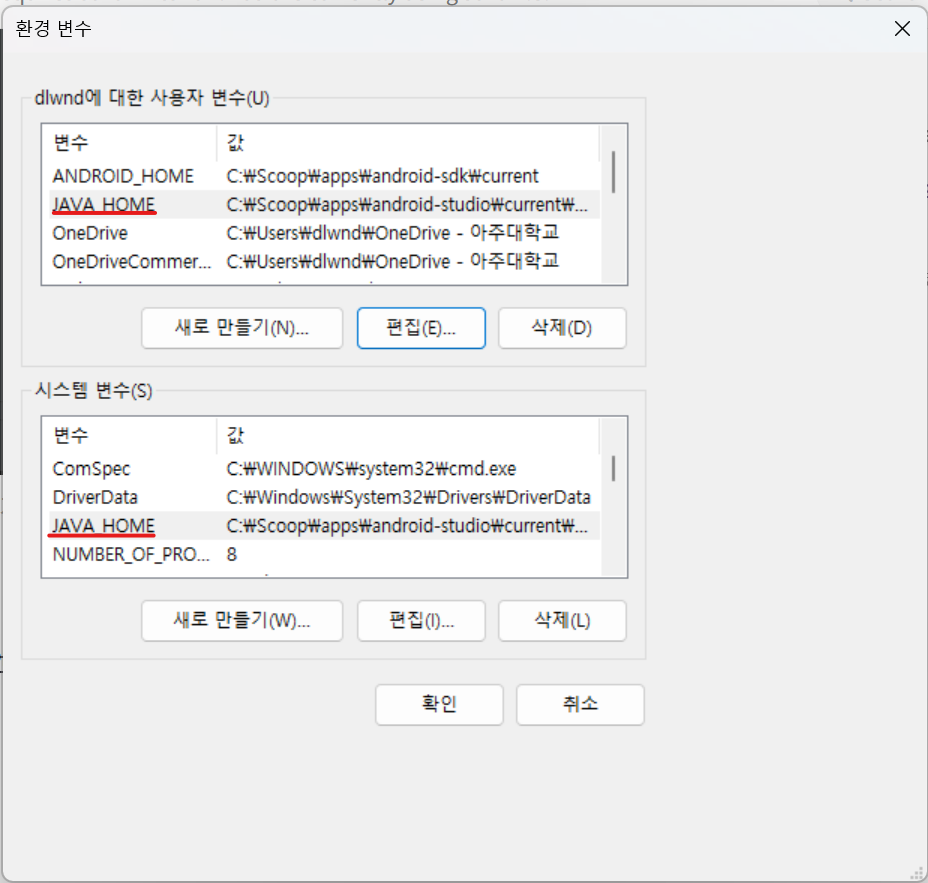 환경 변수
dlwnd에 대한 사용자 변수(U)
변수 값
ANDROID_HOME C:₩Scoop₩apps₩android-sdk₩current
JAVA_HOME C:₩Scoop₩apps₩android-studio₩current₩...
OneDrive C:₩Users₩dlwnd₩OneDrive - 아주대학교
OneDriveCommer... C:₩Users₩dlwnd₩OneDrive - 아주대학교
새로 만들기(N)... 편집(E)... 삭제(D)
시스템 변수(S)
변수 값
ComSpec C:₩WINDOWS₩system32₩cmd.exe
DriverData C:₩Windows₩System32₩Drivers₩DriverData
JAVA_HOME C:₩Scoop₩apps₩android-studio₩current₩...
NUMBER_OF_PRO... 8
새로 만들기(W)... 편집(I)... 삭제(L)
확인 취소